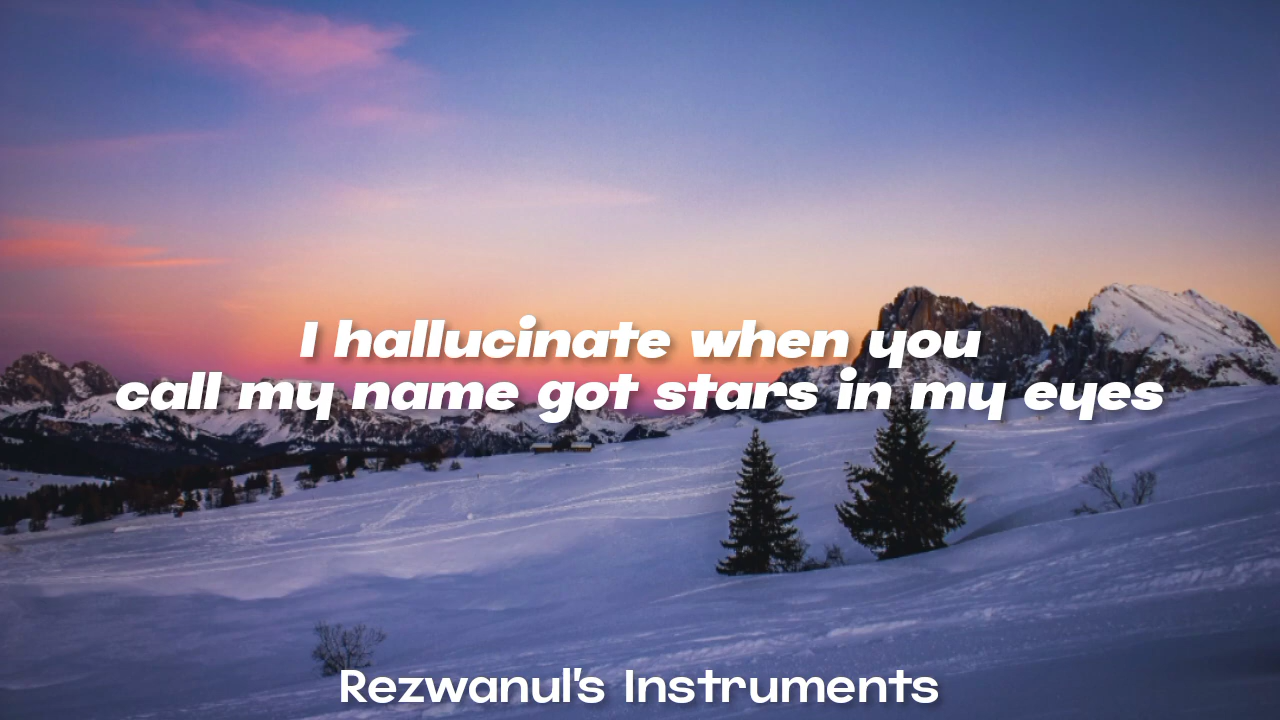 I hallucinate when you
call my name got stars in my eyes
Rezwanul's Instruments